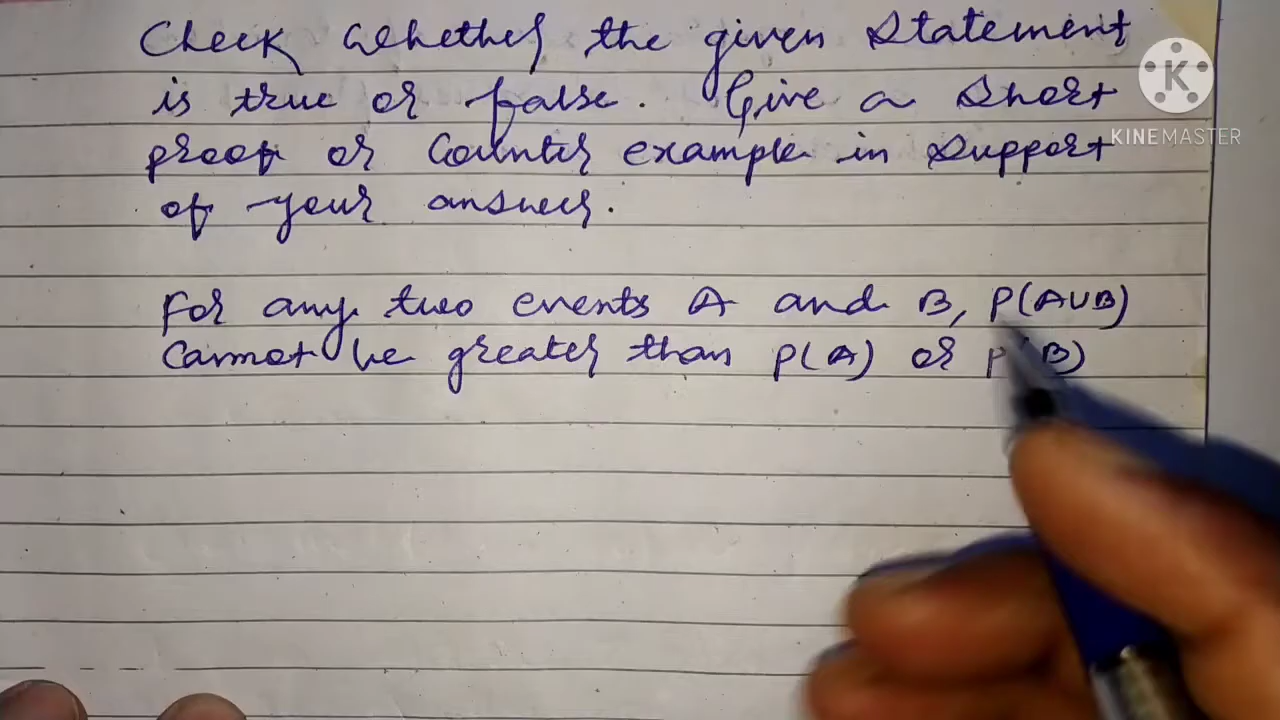 Check whether the given statement
K
KINEMASTER
is true or false. Give a short
proof or Counter example in support
of your answer.
For any two events A and B, P(AUB)
cannot be greater than P(A) or P(B)